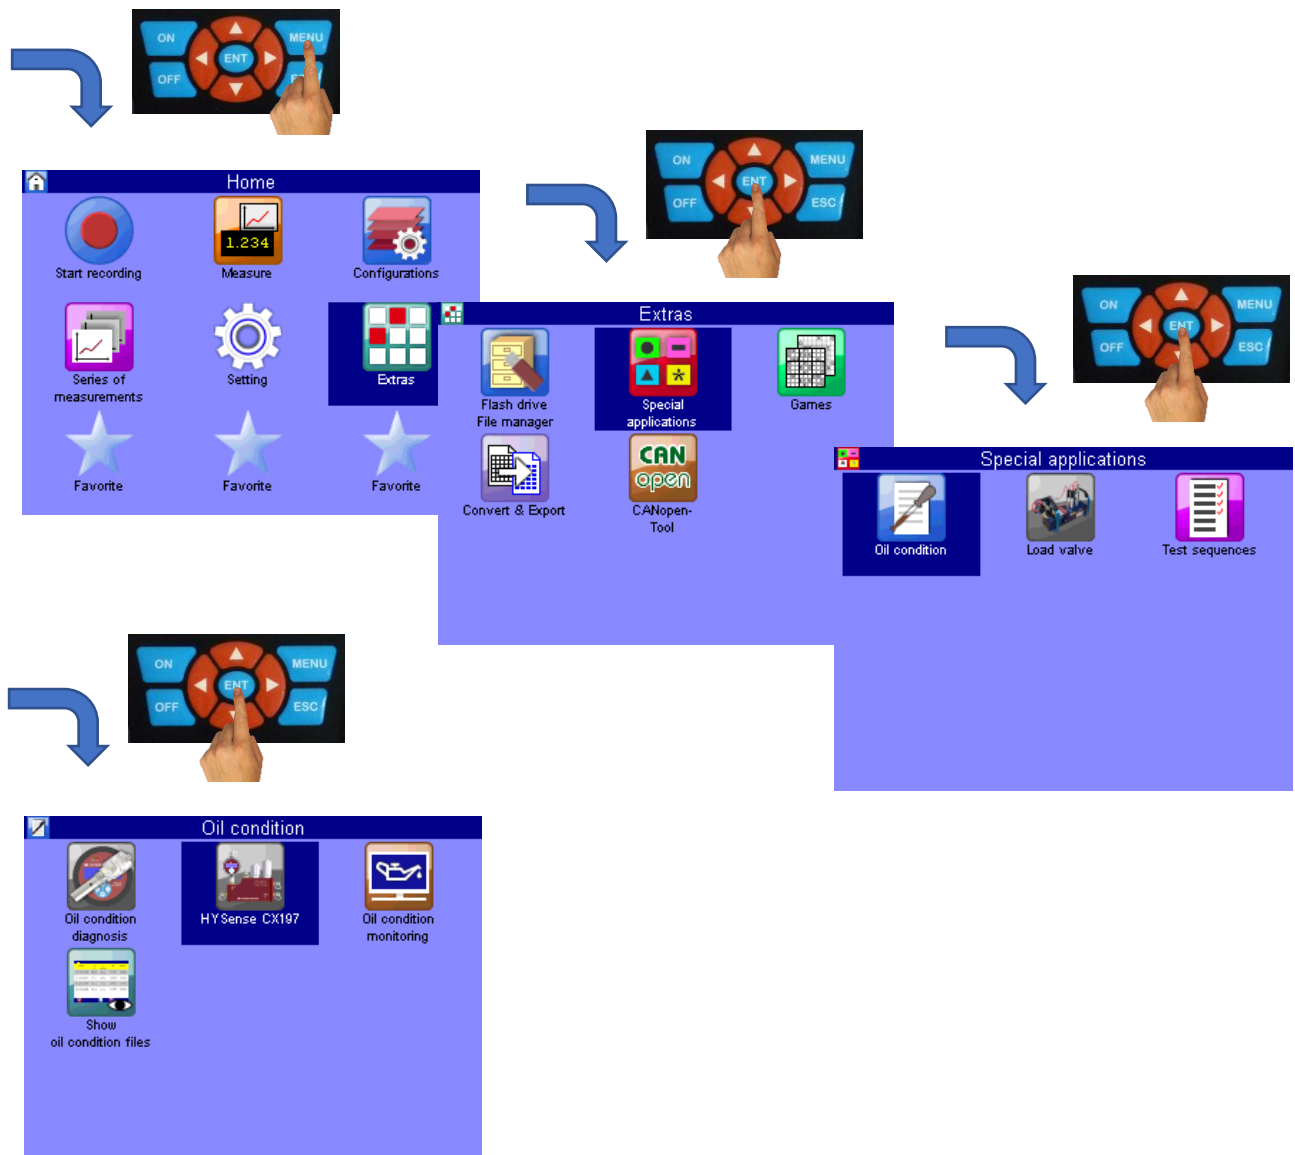 ON
MENU
ENT
OFF
Home
1.234
Start recording
Measure
Configurations
Series of
measurements
Setting
Extras
Favorite
Favorite
Favorite
ON
MENU
ENT
OFF
ESC
Extras
Flash drive
File manager
Special
applications
Games
CAN
open
Convert & Export
CANopen-
Tool
ON
MENU
ENT
OFF
ESC
Special applications
Oil condition
Load valve
Test sequences
ON
MENU
ENT
OFF
ESC
Oil condition
Oil condition
diagnosis
HYSense CX197
Oil condition
monitoring
Show
oil condition files